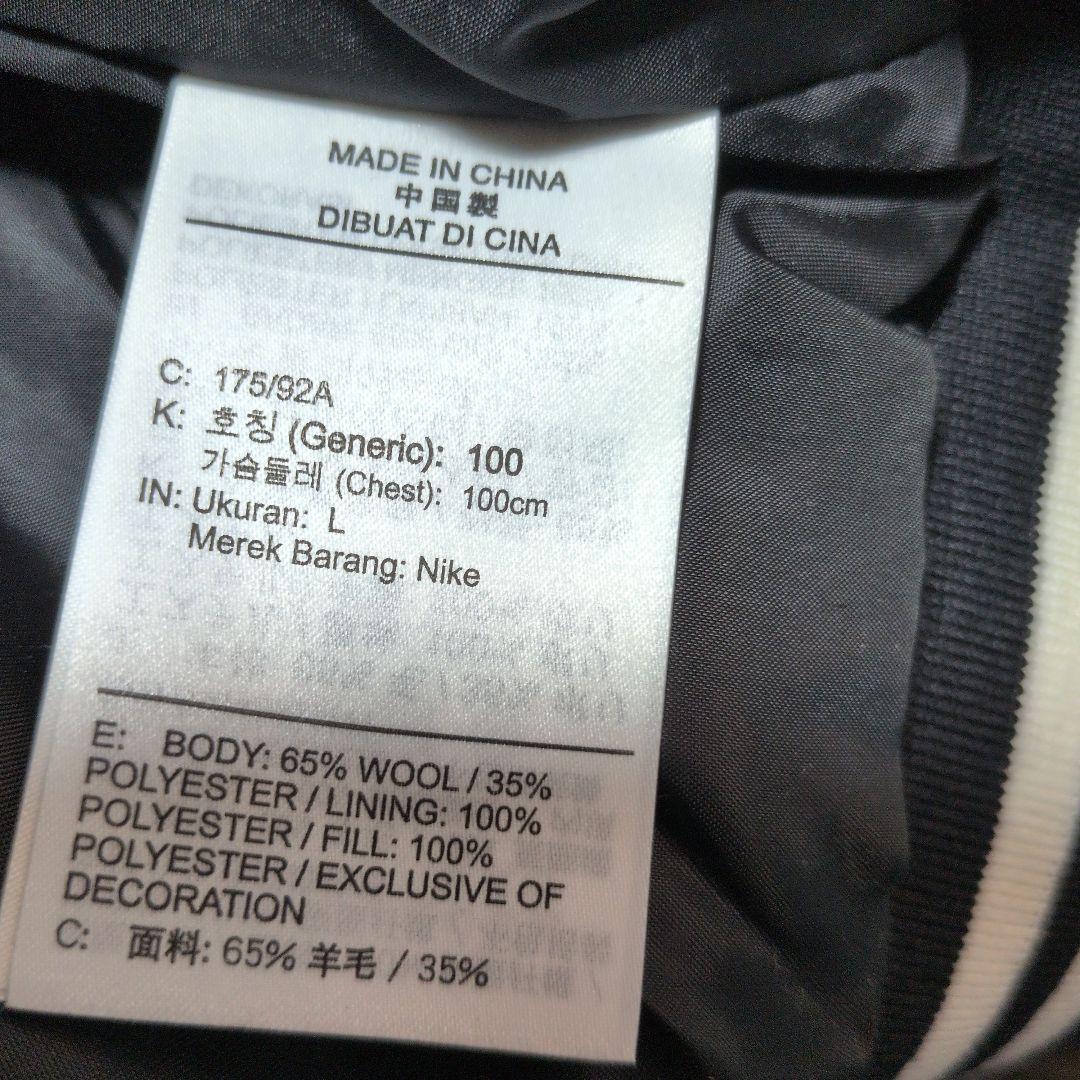 MADE IN CHINA
中国製
DIBUAT DI CINA
C: 175/92A
K: 호칭 (Generic): 100
가슴둘레 (Chest): 100cm
IN: Ukuran: L
Merek Barang: Nike
E: BODY: 65% WOOL / 35%
POLYESTER / LINING: 100%
POLYESTER / FILL: 100%
POLYESTER / EXCLUSIVE OF
DECORATION
C: 面料: 65% 羊毛 / 35%